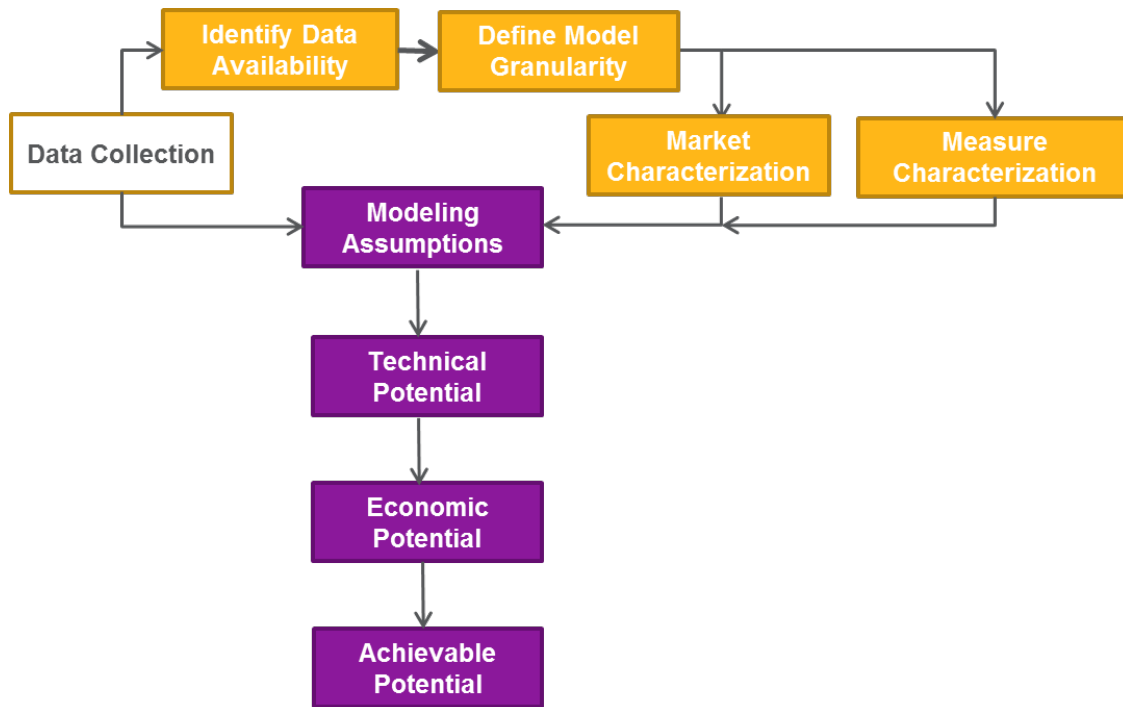 Identify Data
Availability
Define Model
Granularity
Data Collection
Market
Characterization
Measure
Characterization
Modeling
Assumptions
Technical
Potential
Economic
Potential
Achievable
Potential